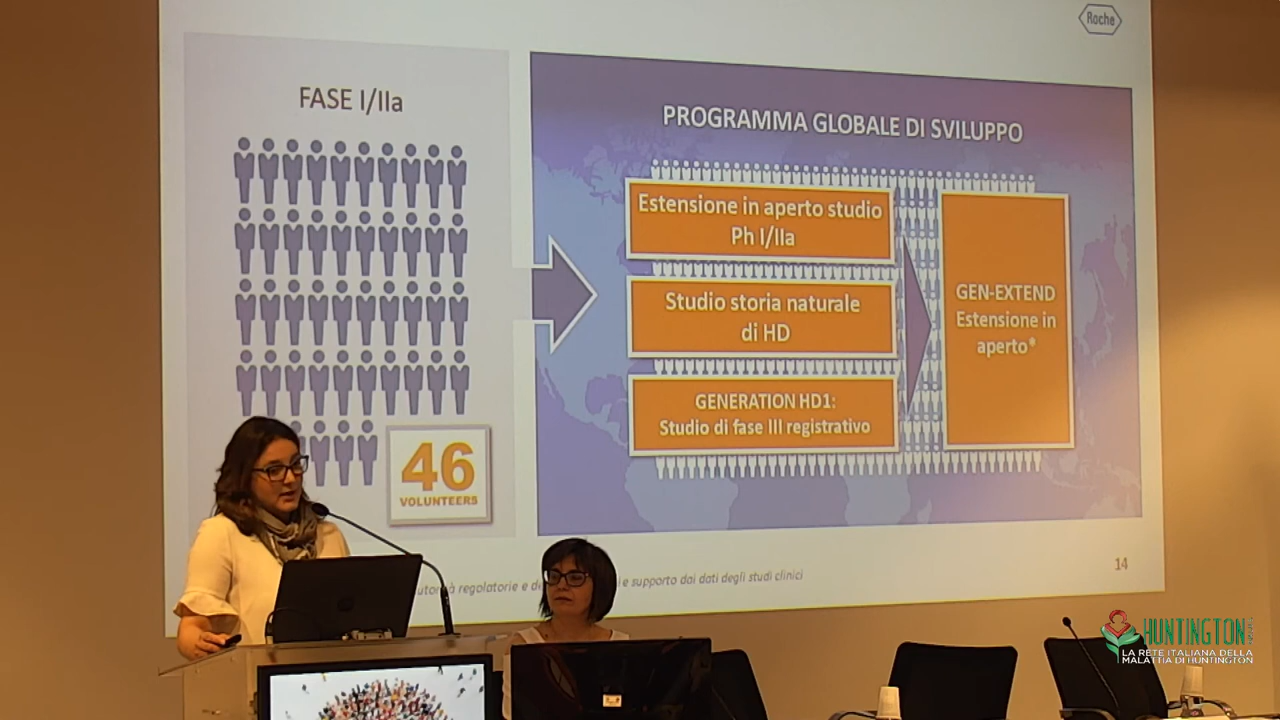 Roche
FASE I/IIa
46
VOLUNTEERS
PROGRAMMA GLOBALE DI SVILUPPO
Estensione in aperto studio
Ph I/IIa
Studio storia naturale
di HD
GENERATION HD1:
Studio di fase III registrativo
GEN-EXTEND
Estensione in
aperto*
regolatorie e
e supporto dai dati degli studi clinici
14
HUNTINGTON
LA RETE ITALIANA DELLA
MALATTIA DI HUNTINGTON